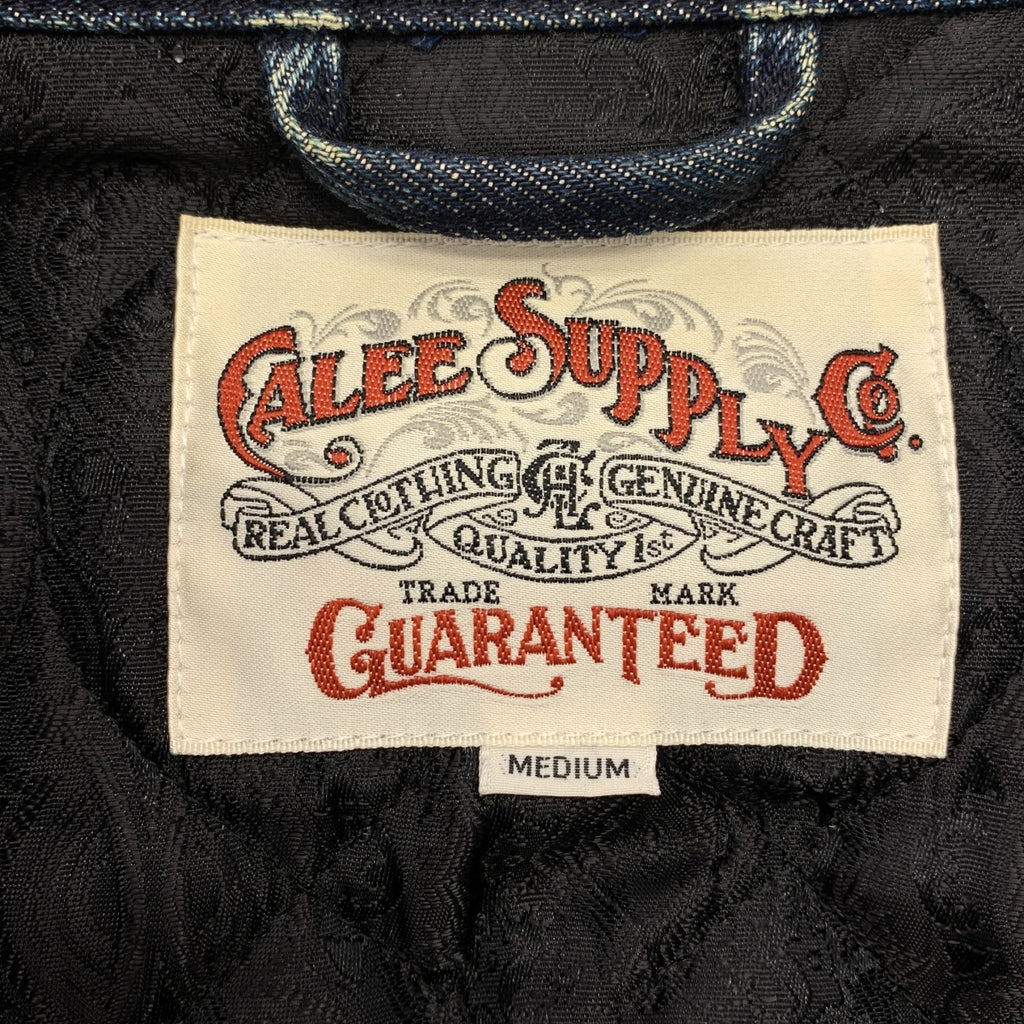 CALEE SUPPLY Co.
REAL CLOTHING GENUINE CRAFT
QUALITY 1st
TRADE MARK
GUARANTEED
MEDIUM